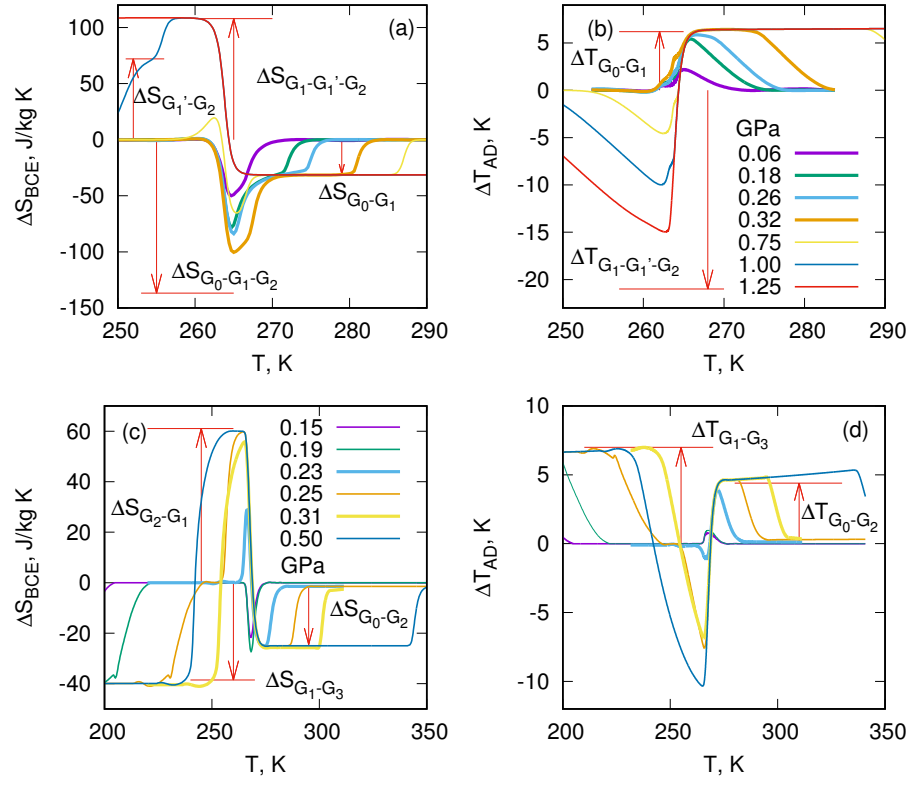 (a)
ΔS_BCE, J/kg K
100
50
0
-50
-100
-150
250
260
270
280
290
T, K
ΔS_G1-G1'-G2
ΔS_G1'-G2
ΔS_G0-G1
ΔS_G0-G1-G2
(b)
ΔT_AD, K
5
0
-5
-10
-15
-20
250
260
270
280
290
T, K
ΔT_G0-G1
ΔT_G1-G1'-G2
GPa
0.06
0.18
0.26
0.32
0.75
1.00
1.25
(c)
ΔS_BCE, J/kg K
60
40
20
0
-20
-40
200
250
300
350
T, K
0.15
0.19
0.23
0.25
0.31
0.50
GPa
ΔS_G2-G1
ΔS_G0-G2
ΔS_G1-G3
(d)
ΔT_AD, K
10
5
0
-5
-10
200
250
300
350
T, K
ΔT_G1-G3
ΔT_G0-G2